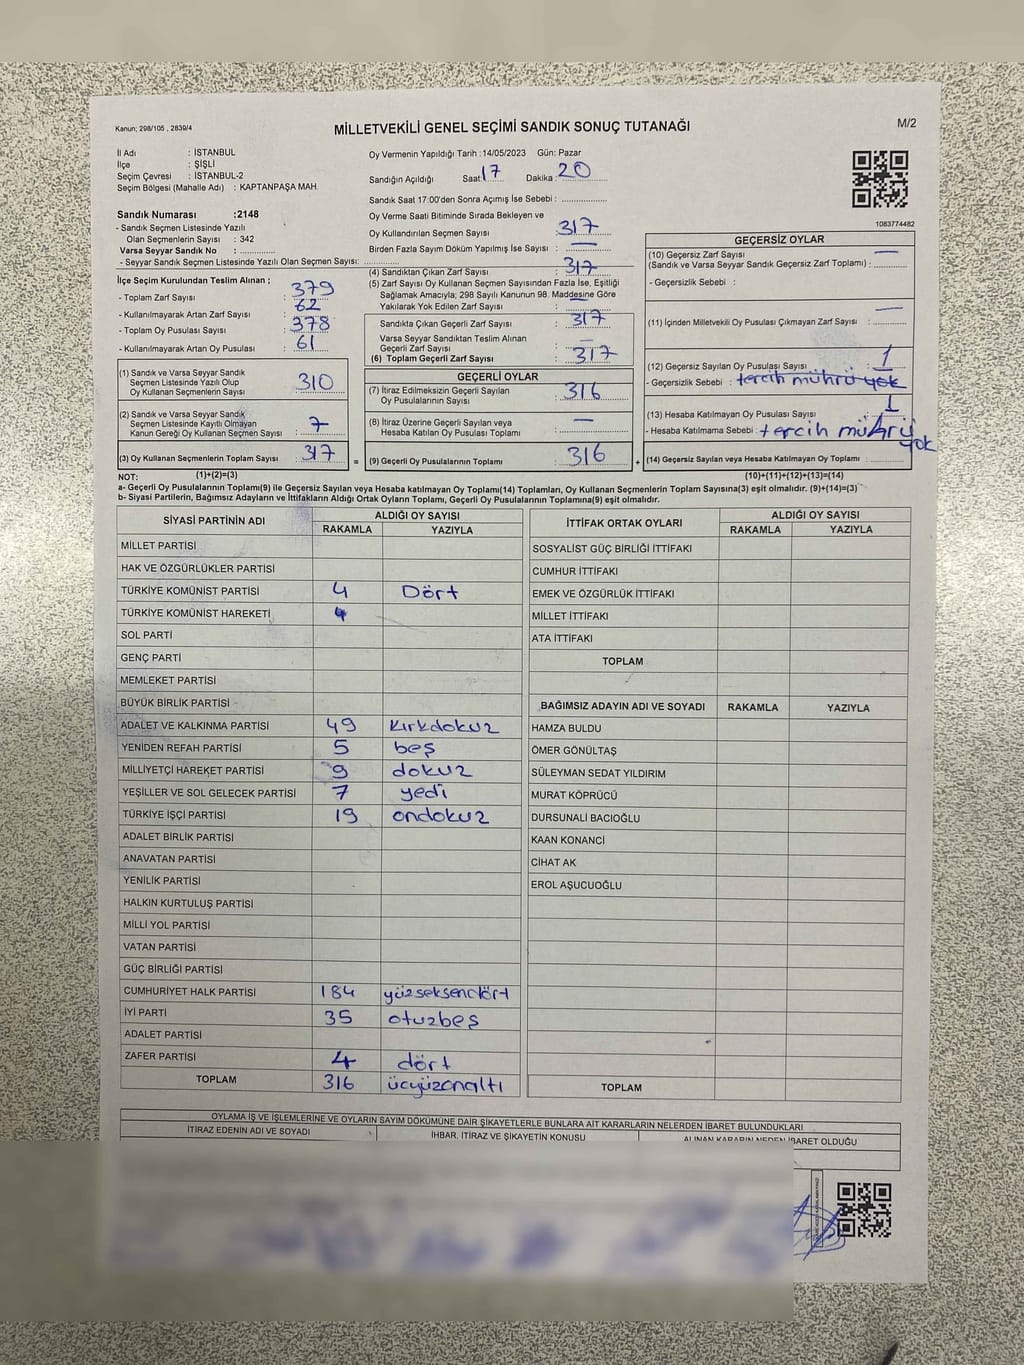 Kanun; 298/105 , 2839/4
MİLLETVEKİLİ GENEL SEÇİMİ SANDIK SONUÇ TUTANAĞI
M/2
İl Adı : İSTANBUL
İlçe : ŞİŞLİ
Seçim Çevresi : İSTANBUL-2
Seçim Bölgesi (Mahalle Adı) : KAPTANPAŞA MAH.
Sandık Numarası :2148
- Sandık Seçmen Listesinde Yazılı
Olan Seçmenlerin Sayısı : 342
Varsa Seyyar Sandık No : ..............
- Seyyar Sandık Seçmen Listesinde Yazılı Olan Seçmen Sayısı: ..............
Oy Vermenin Yapıldığı Tarih :14/05/2023 Gün: Pazar
Sandığın Açıldığı Saat 17 Dakika 20
Sandık Saat 17:00'den Sonra Açımış İse Sebebi : ..............
Oy Verme Saati Bitiminde Sırada Bekleyen ve
Oy Kullandırılan Seçmen Sayısı : 317
Birden Fazla Sayım Döküm Yapılmış İse Sayısı : —
1083774482
İlçe Seçim Kurulundan Teslim Alınan ;
- Toplam Zarf Sayısı : 379
- Kullanılmayarak Artan Zarf Sayısı : 62
- Toplam Oy Pusulası Sayısı : 378
- Kullanılmayarak Artan Oy Pusulası : 61
(1) Sandık ve Varsa Seyyar Sandık
Seçmen Listesinde Yazılı Olup
Oy Kullanan Seçmenlerin Sayısı : 310
(2) Sandık ve Varsa Seyyar Sandık
Seçmen Listesinde Kayıtlı Olmayan
Kanun Gereği Oy Kullanan Seçmen Sayısı : 7
(3) Oy Kullanan Seçmenlerin Toplam Sayısı : 317
(4) Sandıktan Çıkan Zarf Sayısı : 317
(5) Zarf Sayısı Oy Kullanan Seçmen Sayısından Fazla İse, Eşitliği
Sağlamak Amacıyla; 298 Sayılı Kanunun 98. Maddesine Göre
Yakılarak Yok Edilen Zarf Sayısı : —
Sandıkta Çıkan Geçerli Zarf Sayısı : 317
Varsa Seyyar Sandıktan Teslim Alınan
Geçerli Zarf Sayısı : —
(6) Toplam Geçerli Zarf Sayısı : 317
GEÇERLİ OYLAR
(7) İtiraz Edilmeksizin Geçerli Sayılan
Oy Pusulalarının Sayısı : 316
(8) İtiraz Üzerine Geçerli Sayılan veya
Hesaba Katılan Oy Pusulası Toplamı : —
= (9) Geçerli Oy Pusulalarının Toplamı : 316
GEÇERSİZ OYLAR
(10) Geçersiz Zarf Sayısı —
(Sandık ve Varsa Seyyar Sandık Geçersiz Zarf Toplamı) : ..............
- Geçersizlik Sebebi :
(11) İçinden Milletvekili Oy Pusulası Çıkmayan Zarf Sayısı : —
(12) Geçersiz Sayılan Oy Pusulası Sayısı : 1
- Geçersizlik Sebebi : tercih mührü yok
(13) Hesaba Katılmayan Oy Pusulası Sayısı : 1
- Hesaba Katılmama Sebebi : tercih mührü yok
+ (14) Geçersiz Sayılan veya Hesaba Katılmayan Oy Toplamı : ..............
NOT: (1)+(2)=(3) (10)+(11)+(12)+(13)=(14)
a- Geçerli Oy Pusulalarının Toplamı(9) ile Geçersiz Sayılan veya Hesaba katılmayan Oy Toplamı(14) Toplamları, Oy Kullanan Seçmenlerin Toplam Sayısına(3) eşit olmalıdır. (9)+(14)=(3)
b- Siyasi Partilerin, Bağımsız Adayların ve İttifakların Aldığı Ortak Oyların Toplamı, Geçerli Oy Pusulalarının Toplamına(9) eşit olmalıdır.
SİYASİ PARTİNİN ADI ALDIĞI OY SAYISI
RAKAMLA YAZIYLA
MİLLET PARTİSİ
HAK VE ÖZGÜRLÜKLER PARTİSİ
TÜRKİYE KOMÜNİST PARTİSİ 4 Dört
TÜRKİYE KOMÜNİST HAREKETİ
SOL PARTİ
GENÇ PARTİ
MEMLEKET PARTİSİ
BÜYÜK BİRLİK PARTİSİ
ADALET VE KALKINMA PARTİSİ 49 kırkdokuz
YENİDEN REFAH PARTİSİ 5 beş
MİLLİYETÇİ HAREKET PARTİSİ 9 dokuz
YEŞİLLER VE SOL GELECEK PARTİSİ 7 yedi
TÜRKİYE İŞÇİ PARTİSİ 19 ondokuz
ADALET BİRLİK PARTİSİ
ANAVATAN PARTİSİ
YENİLİK PARTİSİ
HALKIN KURTULUŞ PARTİSİ
MİLLİ YOL PARTİSİ
VATAN PARTİSİ
GÜÇ BİRLİĞİ PARTİSİ
CUMHURİYET HALK PARTİSİ 184 yüzseksendört
İYİ PARTİ 35 otuzbeş
ADALET PARTİSİ
ZAFER PARTİSİ 4 dört
TOPLAM 316 üçyüzonaltı
İTTİFAK ORTAK OYLARI ALDIĞI OY SAYISI
RAKAMLA YAZIYLA
SOSYALİST GÜÇ BİRLİĞİ İTTİFAKI
CUMHUR İTTİFAKI
EMEK VE ÖZGÜRLÜK İTTİFAKI
MİLLET İTTİFAKI
ATA İTTİFAKI
TOPLAM
BAĞIMSIZ ADAYIN ADI VE SOYADI RAKAMLA YAZIYLA
HAMZA BULDU
ÖMER GÖNÜLTAŞ
SÜLEYMAN SEDAT YILDIRIM
MURAT KÖPRÜCÜ
DURSUNALİ BACIOĞLU
KAAN KONANCİ
CİHAT AK
EROL AŞUCUOĞLU
TOPLAM
OYLAMA İŞ VE İŞLEMLERİNE VE OYLARIN SAYIM DÖKÜMÜNE DAİR ŞİKAYETLERLE BUNLARA AİT KARARLARIN NELERDEN İBARET BULUNDUKLARI
İTİRAZ EDENİN ADI VE SOYADI İHBAR, İTİRAZ VE ŞİKAYETİN KONUSU ALINAN KARARIN NEDEN İBARET OLDUĞU